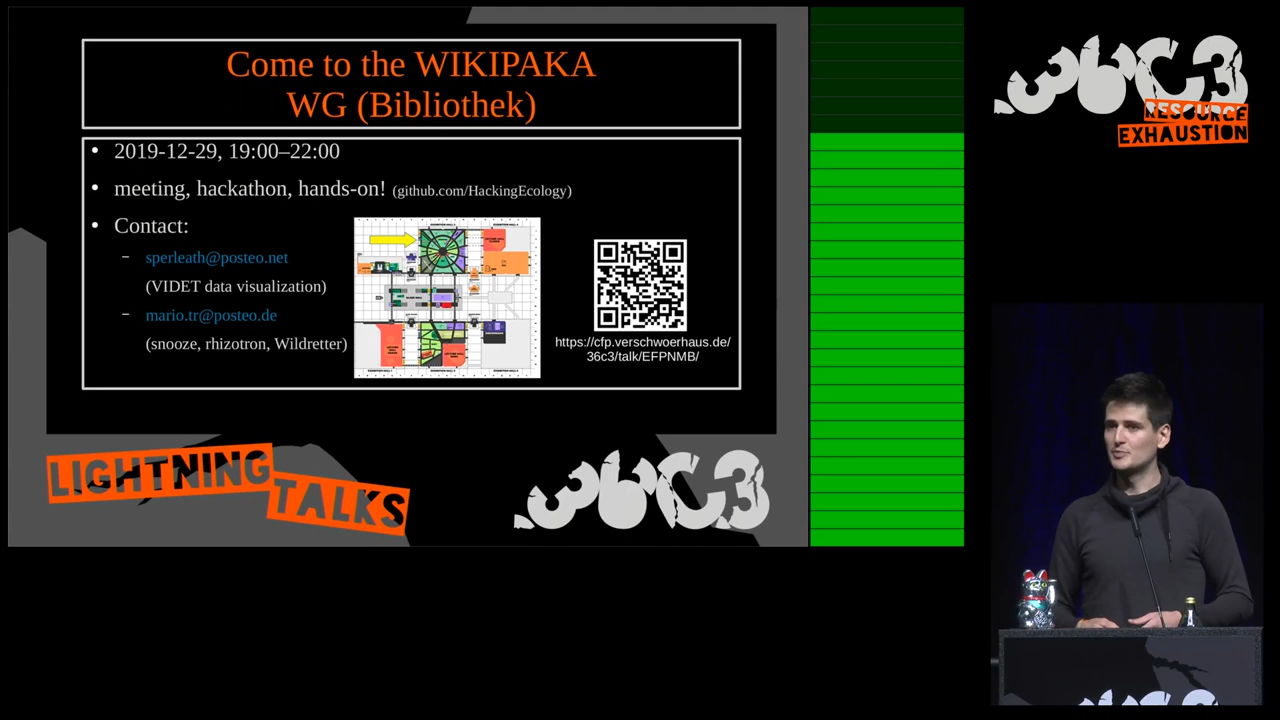 Come to the WIKIPAKA
WG (Bibliothek)
2019-12-29, 19:00–22:00
meeting, hackathon, hands-on! (github.com/HackingEcology)
Contact:
sperleath@posteo.net
(VIDET data visualization)
mario.tr@posteo.de
(snooze, rhizotron, Wildretter)
https://cfp.verschwoerhaus.de/
36c3/talk/EFPNMB/
LIGHTNING
TALKS
36C3
36C3
RESOURCE
EXHAUSTION
36C3